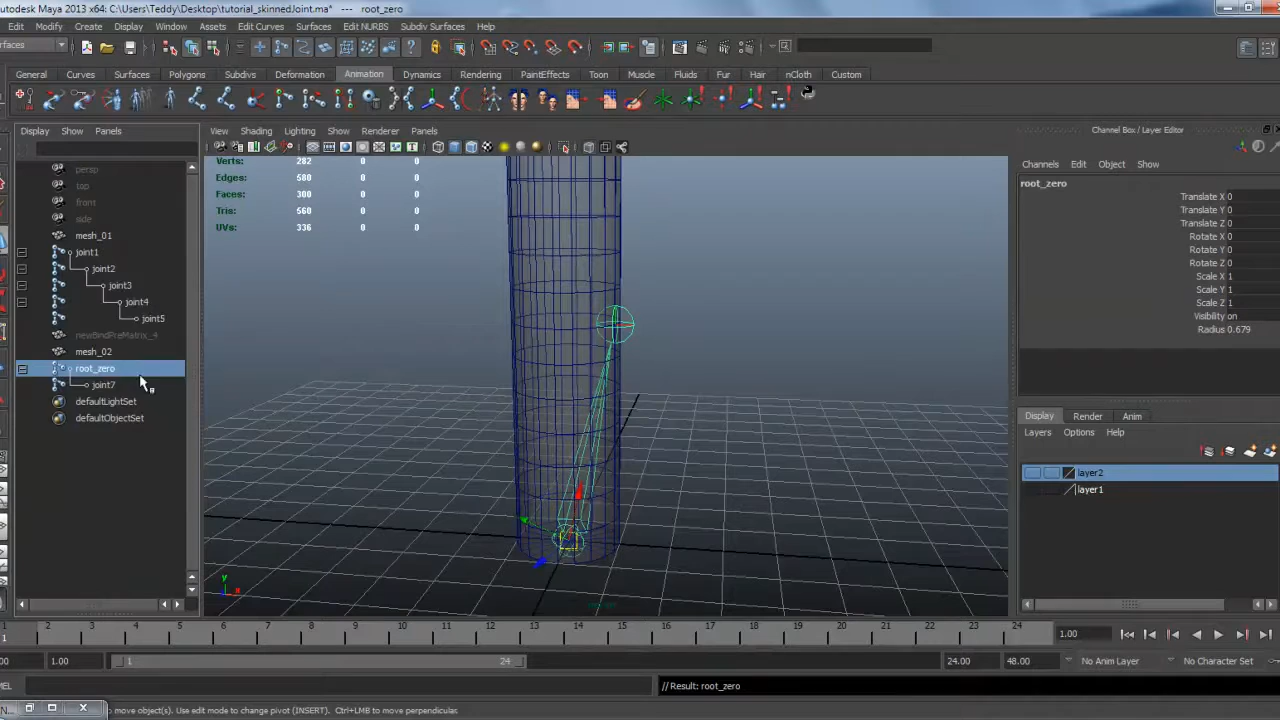 Autodesk Maya 2013 x64: C:\Users\Teddy\Desktop\tutorial_skinnedJoint.ma* --- root_zero
Edit Modify Create Display Window Assets Edit Curves Surfaces Edit NURBS Subdiv Surfaces Help
General Curves Surfaces Polygons Subdivs Deformation Animation Dynamics Rendering PaintEffects Toon Muscle Fluids Fur Hair nCloth Custom
Display Show Panels
View Shading Lighting Show Renderer Panels
Channel Box / Layer Editor
Channels Edit Object Show
persp
top
front
side
mesh_01
joint1
joint2
joint3
joint4
joint5
newBindPreMatrix_4
mesh_02
root_zero
joint7
defaultLightSet
defaultObjectSet
Verts: 282 0 0
Edges: 580 0 0
Faces: 300 0 0
Tris: 560 0 0
UVs: 336 0 0
y
root_zero
Translate X 0
Translate Y 0
Translate Z 0
Rotate X 0
Rotate Y 0
Rotate Z 0
Scale X 1
Scale Y 1
Scale Z 1
Visibility on
Radius 0.679
Display Render Anim
Layers Options Help
layer2
layer1
1 2 3 4 5 6 7 8 9 10 11 12 13 14 15 16 17 18 19 20 21 22 23 24
1.00
1.00 1 24 24.00 48.00 No Anim Layer No Character Set
MEL // Result: root_zero
to move object(s). Use edit mode to change pivot (INSERT). Ctrl+LMB to move perpendicular.